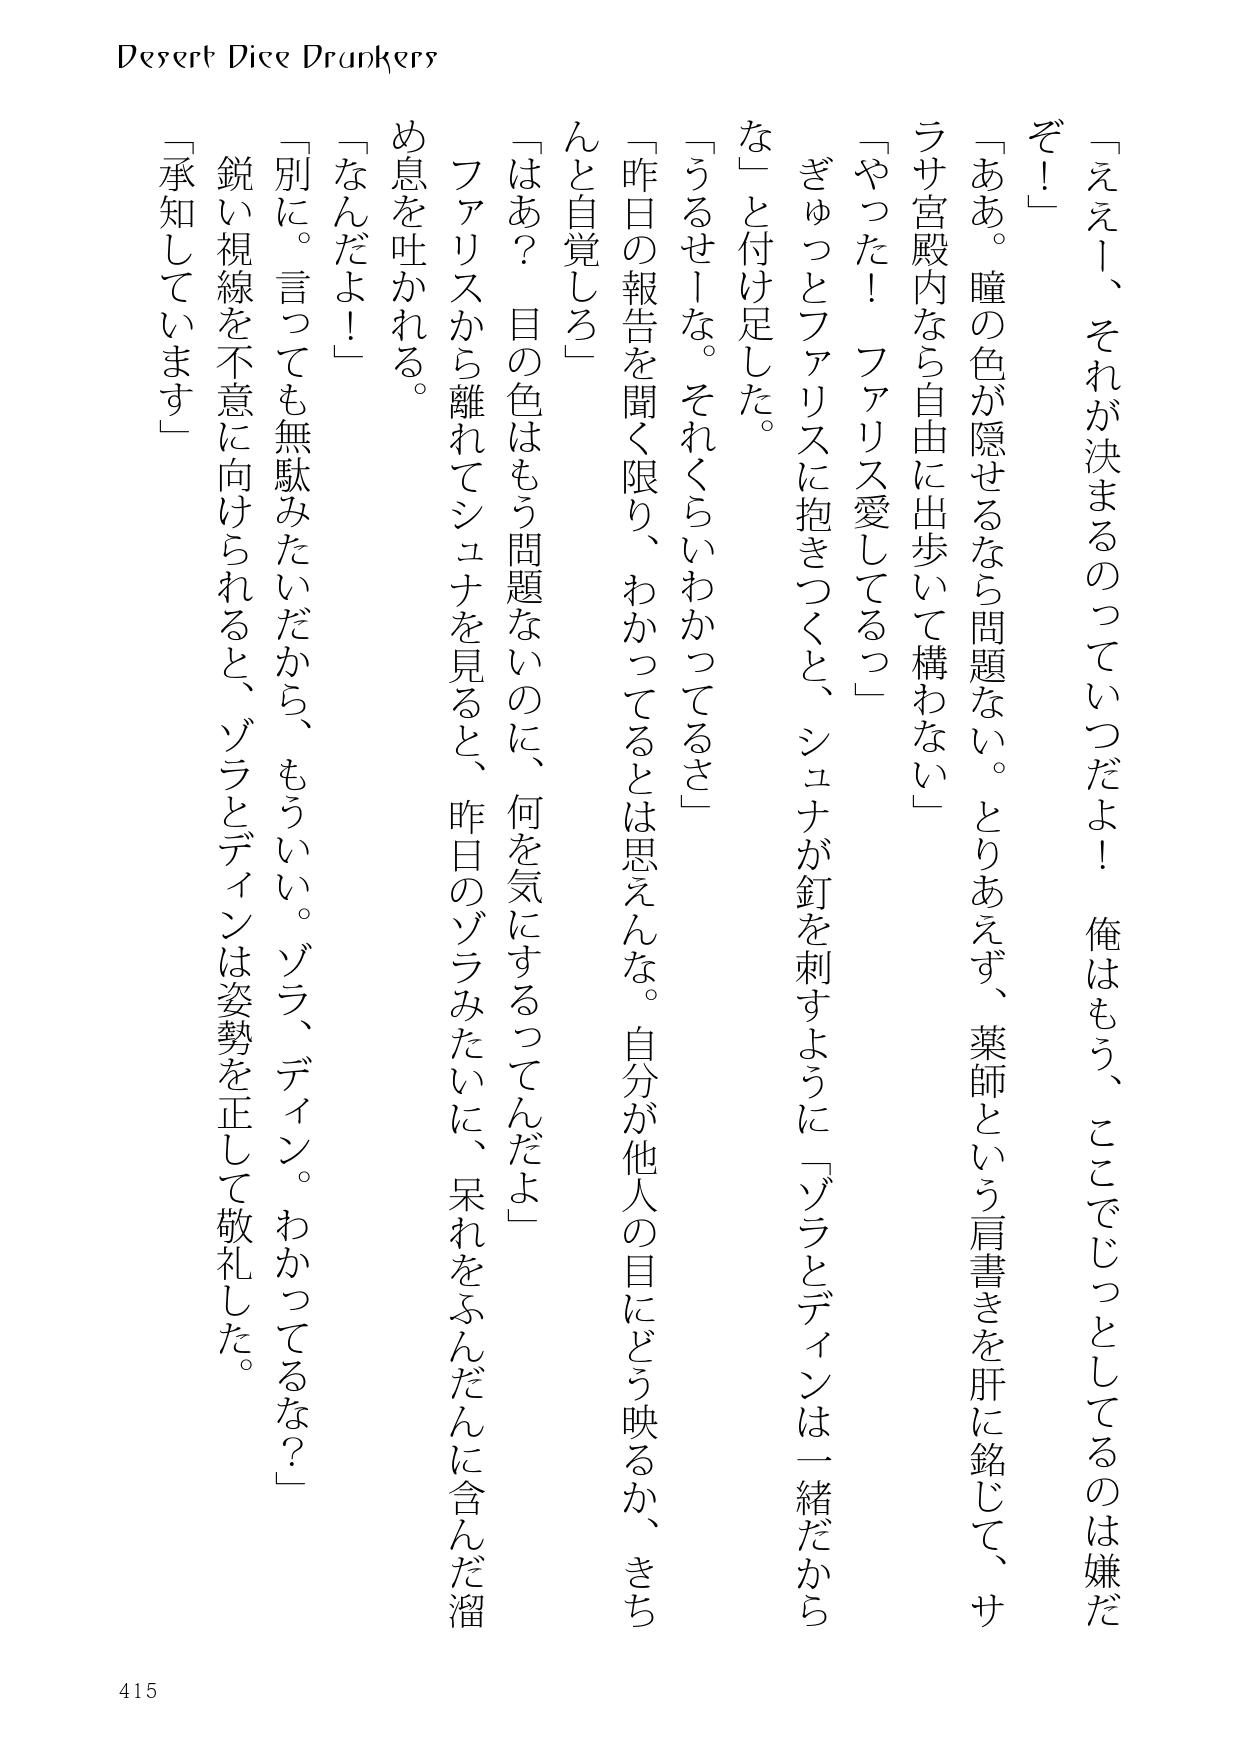 Desert Dice Drunkers
「ええー、それが決まるのっていつだよ！　俺はもう、ここでじっとしてるのは嫌だ
ぞ！」
「ああ。瞳の色が隠せるなら問題ない。とりあえず、薬師という肩書きを肝に銘じて、サ
ラサ宮殿内なら自由に出歩いて構わない」
「やった！　ファリス愛してるっ」
　ぎゅっとファリスに抱きつくと、シュナが釘を刺すように「ゾラとディンは一緒だから
な」と付け足した。
「うるせーな。それくらいわかってるさ」
「昨日の報告を聞く限り、わかってるとは思えんな。自分が他人の目にどう映るか、きち
んと自覚しろ」
「はあ？　目の色はもう問題ないのに、何を気にするってんだよ」
　ファリスから離れてシュナを見ると、昨日のゾラみたいに、呆れをふんだんに含んだ溜
め息を吐かれる。
「なんだよ！」
「別に。言っても無駄みたいだから、もういい。ゾラ、ディン。わかってるな？」
　鋭い視線を不意に向けられると、ゾラとディンは姿勢を正して敬礼した。
「承知しています」
415